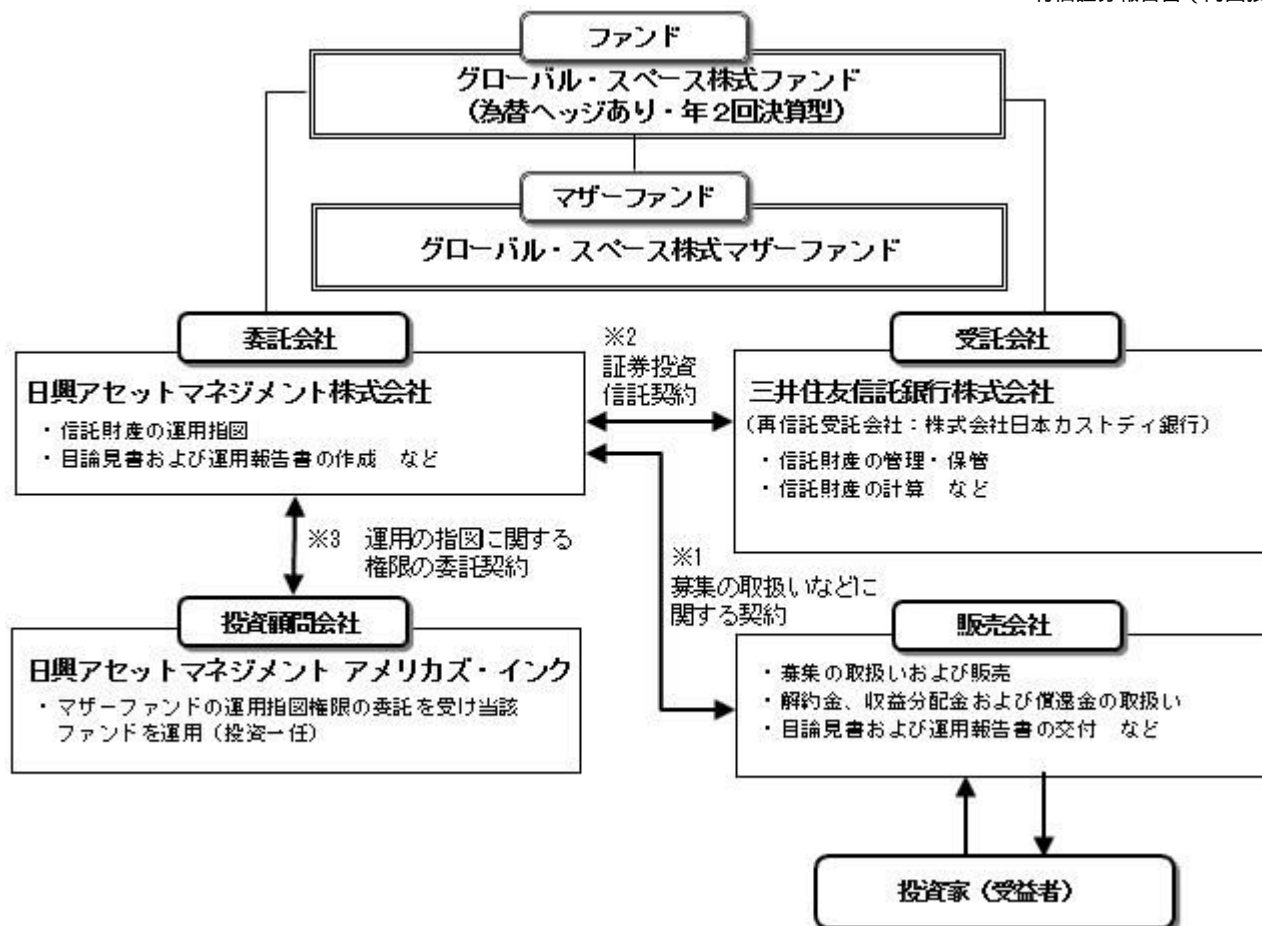 ファンド
グローバル・スペース株式ファンド
(為替ヘッジあり・年2回決算型)
マザーファンド
グローバル・スペース株式マザーファンド
委託会社
日興アセットマネジメント株式会社
・信託財産の運用指図
・目論見書および運用報告書の作成 など
※2
証券投資
信託契約
受託会社
三井住友信託銀行株式会社
(再信託受託会社:株式会社日本カストディ銀行)
・信託財産の管理・保管
・信託財産の計算 など
※3 運用の指図に関する
権限の委託契約
※1
募集の取扱いなどに
関する契約
投資顧問会社
日興アセットマネジメント アメリカズ・インク
・マザーファンドの運用指図権限の委託を受け当該
ファンドを運用(投資一任)
販売会社
・募集の取扱いおよび販売
・解約金、収益分配金および償還金の取扱い
・目論見書および運用報告書の交付 など
投資家(受益者)